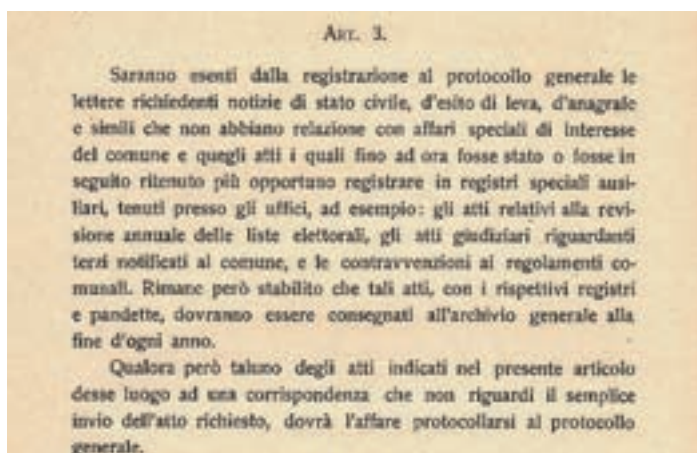 Art. 3.
Saranno esenti dalla registrazione al protocollo generale le
lettere richiedenti notizie di stato civile, d'esito di leva, d'anagrafe
e simili che non abbiano relazione con affari speciali di interesse
del comune e quegli atti i quali fino ad ora fosse stato o fosse in
seguito ritenuto più opportuno registrare in registri speciali ausi-
liari, tenuti presso gli uffici, ad esempio: gli atti relativi alla revi-
sione annuale delle liste elettorali, gli atti giudiziari riguardanti
terzi notificati al comune, e le contravvenzioni ai regolamenti co-
munali. Rimane però stabilito che tali atti, con i rispettivi registri
e pandette, dovranno essere consegnati all'archivio generale alla
fine d'ogni anno.
Qualora però taluno degli atti indicati nel presente articolo
desse luogo ad una corrispondenza che non riguardi il semplice
invio dell'atto richiesto, dovrà l'affare protocollarsi al protocollo
generale.